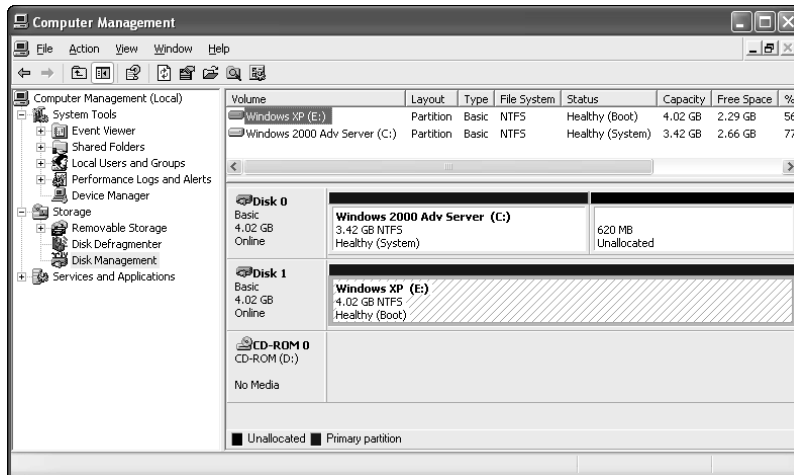 Computer Management
File Action View Window Help
Computer Management (Local)
System Tools
Event Viewer
Shared Folders
Local Users and Groups
Performance Logs and Alerts
Device Manager
Storage
Removable Storage
Disk Defragmenter
Disk Management
Services and Applications
Volume Layout Type File System Status Capacity Free Space %
Windows XP (E:) Partition Basic NTFS Healthy (Boot) 4.02 GB 2.29 GB 56
Windows 2000 Adv Server (C:) Partition Basic NTFS Healthy (System) 3.42 GB 2.66 GB 77
Disk 0
Basic
4.02 GB
Online
Windows 2000 Adv Server (C:)
3.42 GB NTFS
Healthy (System)
620 MB
Unallocated
Disk 1
Basic
4.02 GB
Online
Windows XP (E:)
4.02 GB NTFS
Healthy (Boot)
CD-ROM 0
CD-ROM (D:)
No Media
Unallocated Primary partition